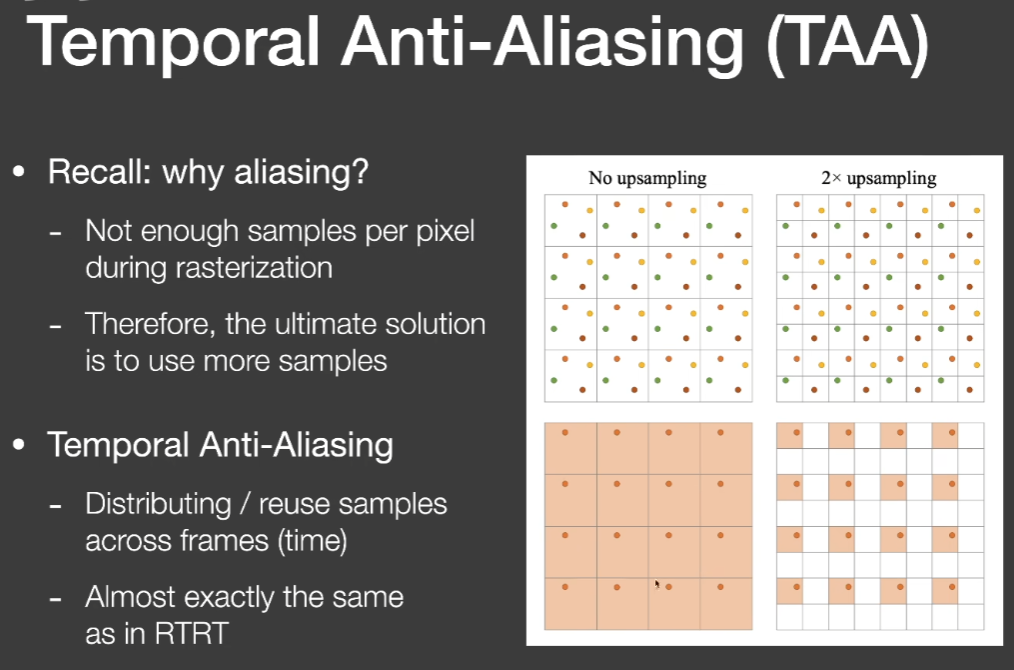 Temporal Anti-Aliasing (TAA)
• Recall: why aliasing?
- Not enough samples per pixel
during rasterization
- Therefore, the ultimate solution
is to use more samples
• Temporal Anti-Aliasing
- Distributing / reuse samples
across frames (time)
- Almost exactly the same
as in RTRT
No upsampling
2× upsampling